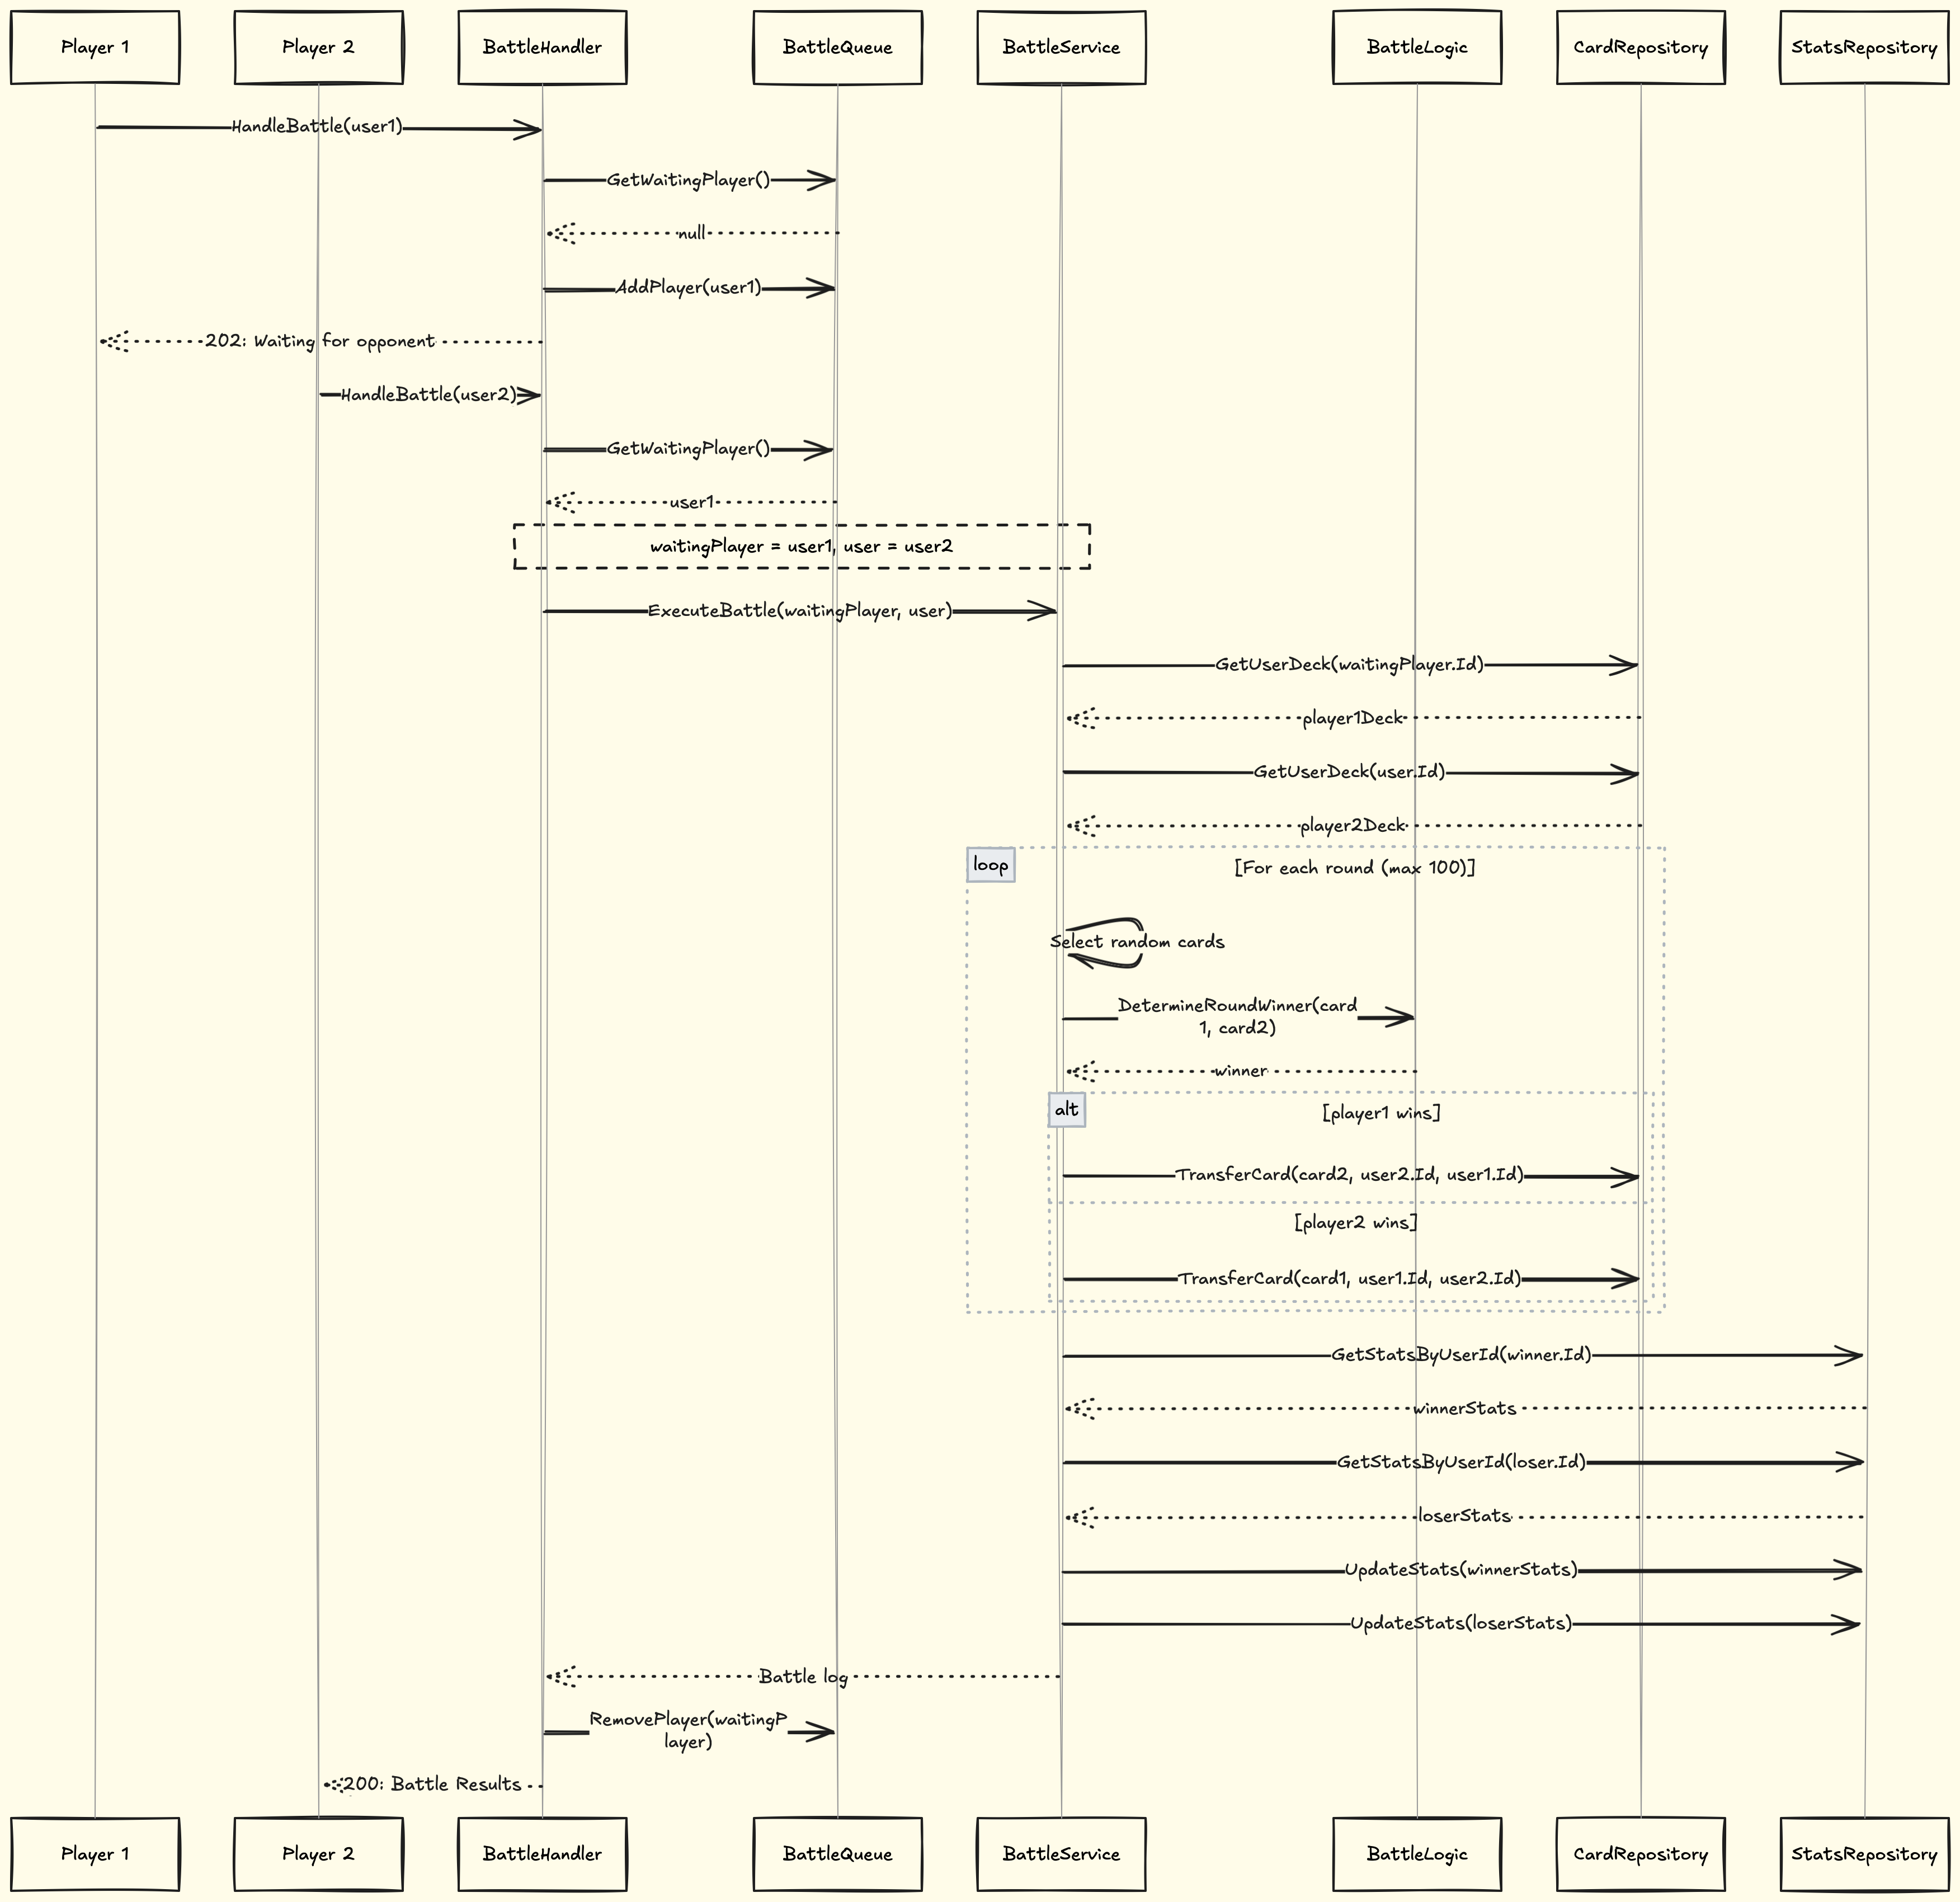 Player 1
Player 2
BattleHandler
BattleQueue
BattleService
BattleLogic
CardRepository
StatsRepository
HandleBattle(user1)
GetWaitingPlayer()
null
AddPlayer(user1)
202: Waiting for opponent
HandleBattle(user2)
GetWaitingPlayer()
user1
waitingPlayer = user1, user = user2
ExecuteBattle(waitingPlayer, user)
GetUserDeck(waitingPlayer.Id)
player1Deck
GetUserDeck(user.Id)
player2Deck
loop
[For each round (max 100)]
Select random cards
DetermineRoundWinner(card
1, card2)
winner
alt
[player1 wins]
TransferCard(card2, user2.Id, user1.Id)
[player2 wins]
TransferCard(card1, user1.Id, user2.Id)
GetStatsByUserId(winner.Id)
winnerStats
GetStatsByUserId(loser.Id)
loserStats
UpdateStats(winnerStats)
UpdateStats(loserStats)
Battle log
RemovePlayer(waitingP
layer)
200: Battle Results
Player 1
Player 2
BattleHandler
BattleQueue
BattleService
BattleLogic
CardRepository
StatsRepository